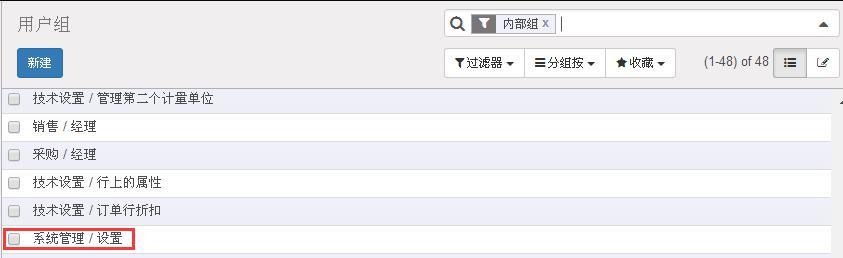 用户组
内部组 x
新建
过滤器 分组按 收藏 (1-48) of 48
技术设置 / 管理第二个计量单位
销售 / 经理
采购 / 经理
技术设置 / 行上的属性
技术设置 / 订单行折扣
系统管理 / 设置